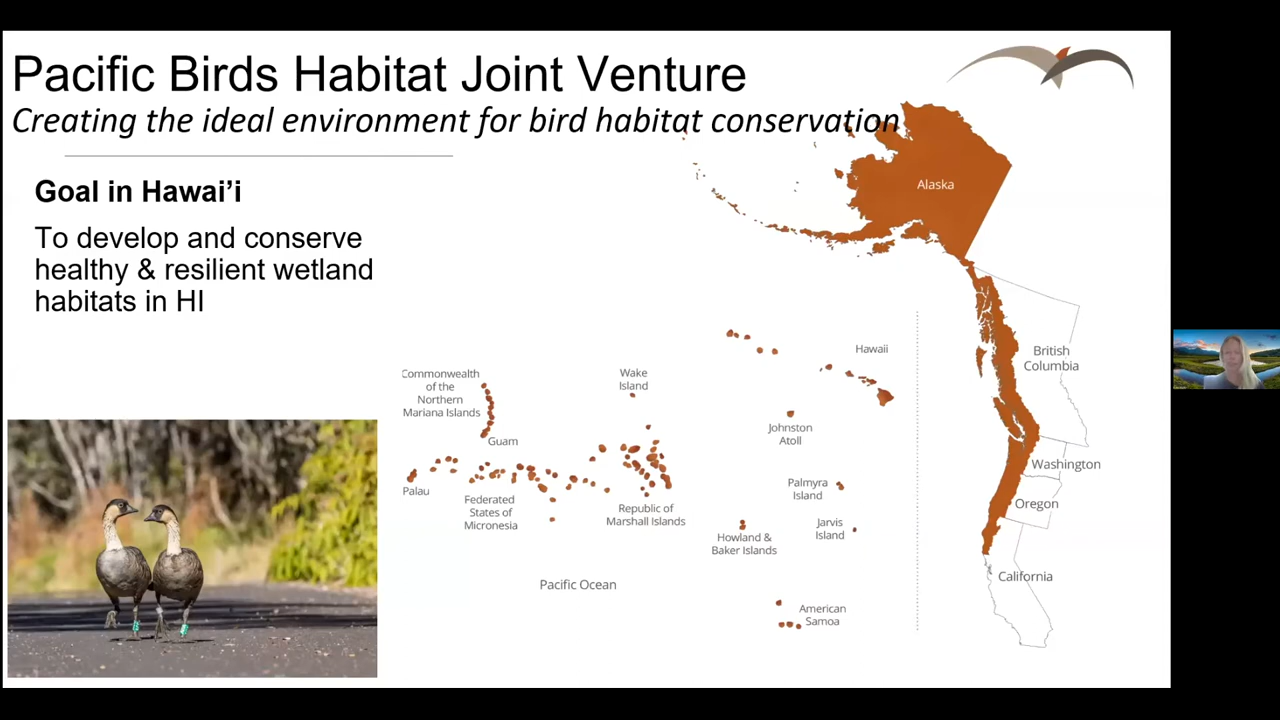 Pacific Birds Habitat Joint Venture
Creating the ideal environment for bird habitat conservation
Goal in Hawai’i
To develop and conserve
healthy & resilient wetland
habitats in HI
Alaska
British
Columbia
Washington
Oregon
California
Hawaii
Wake
Island
Commonwealth
of the
Northern
Mariana Islands
Guam
Johnston
Atoll
Palau
Federated
States of
Micronesia
Republic of
Marshall Islands
Palmyra
Island
Jarvis
Island
Howland &
Baker Islands
Pacific Ocean
American
Samoa